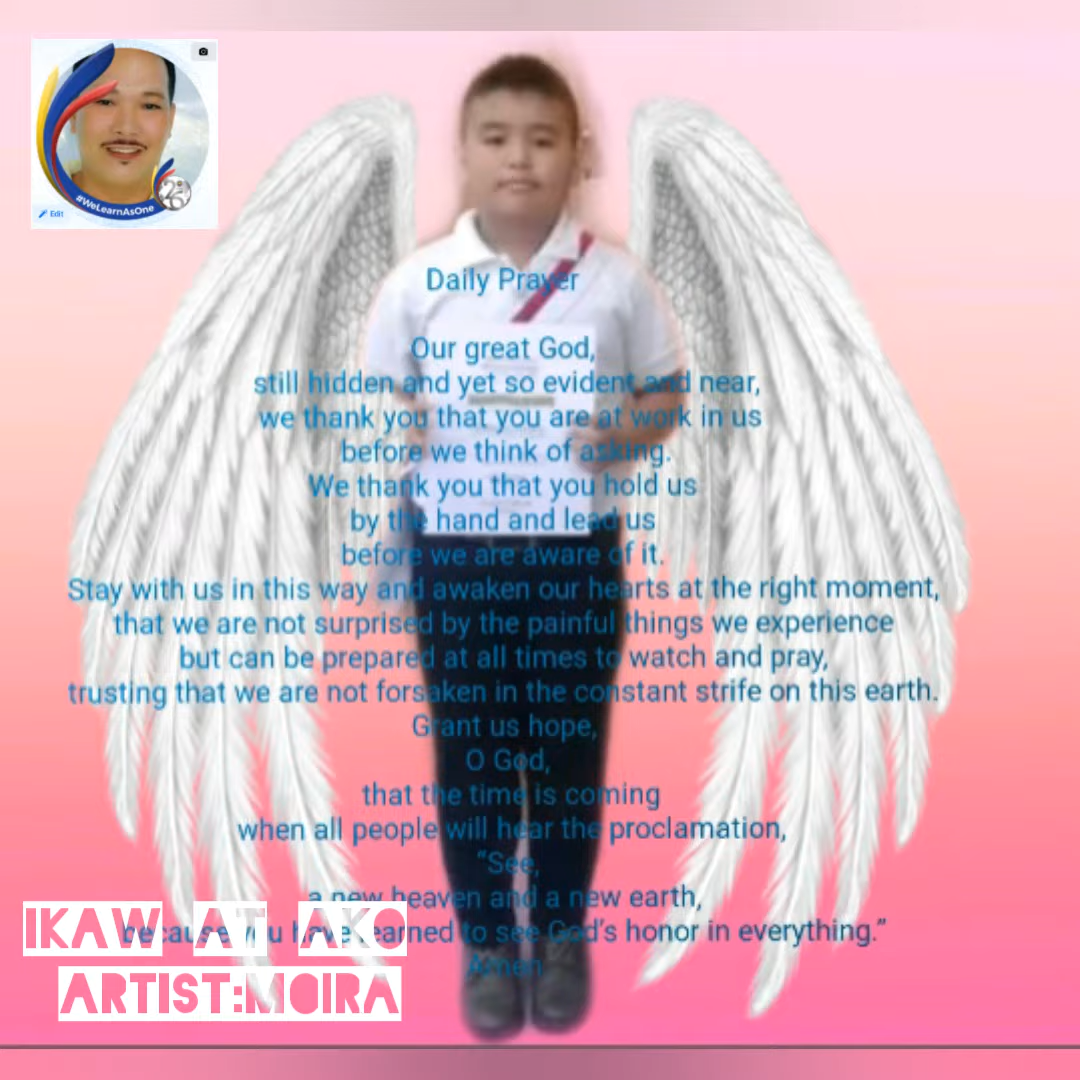 #WeLearnAsOne
Edit
Daily Prayer
Our great God,
still hidden and yet so evident and near,
we thank you that you are at work in us
before we think of asking.
We thank you that you hold us
by the hand and lead us
before we are aware of it.
Stay with us in this way and awaken our hearts at the right moment,
that we are not surprised by the painful things we experience
but can be prepared at all times to watch and pray,
trusting that we are not forsaken in the constant strife on this earth.
Grant us hope,
O God,
that the time is coming
when all people will hear the proclamation,
“See,
a new heaven and a new earth,
because you have learned to see God’s honor in everything.”
Amen.
IKAW AT AKO
ARTIST:MOIRA